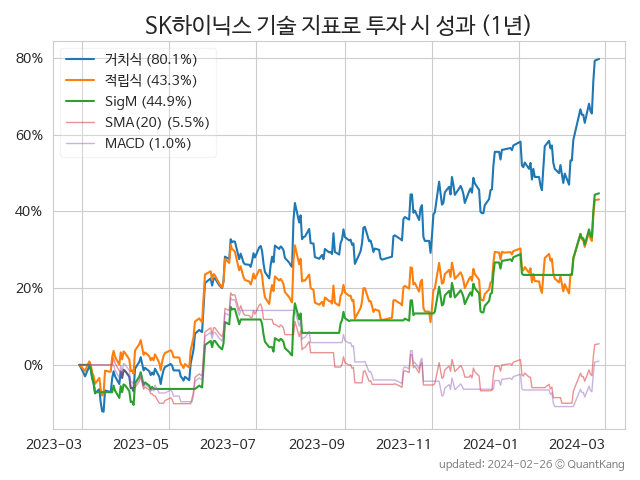 SK하이닉스 기술 지표로 투자 시 성과 (1년)
80%
60%
40%
20%
0%
거치식 (80.1%)
적립식 (43.3%)
SigM (44.9%)
SMA(20) (5.5%)
MACD (1.0%)
2023-03 2023-05 2023-07 2023-09 2023-11 2024-01 2024-03
updated: 2024-02-26 ⓒ QuantKang